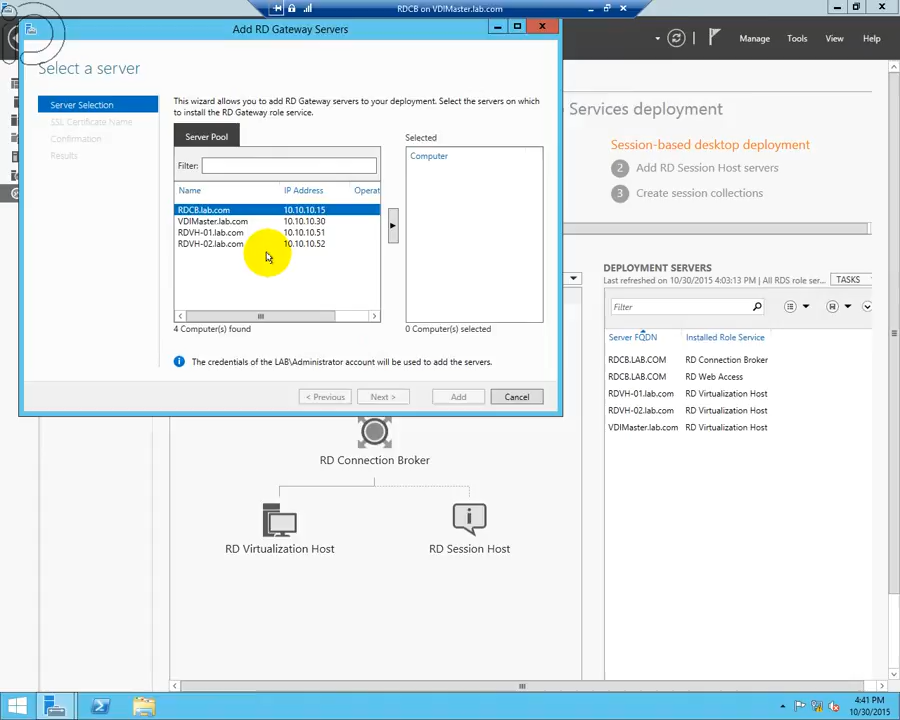 RDCB on VDIMaster.lab.com
Add RD Gateway Servers
Manage
Tools
View
Help
Select a server
Server Selection
SSL Certificate Name
Confirmation
Results
This wizard allows you to add RD Gateway servers to your deployment. Select the servers on which
to install the RD Gateway role service.
Server Pool
Filter:
Name IP Address Operat
RDCB.lab.com 10.10.10.15
VDIMaster.lab.com 10.10.10.30
RDVH-01.lab.com 10.10.10.51
RDVH-02.lab.com 10.10.10.52
4 Computer(s) found
Selected
Computer
0 Computer(s) selected
The credentials of the LAB\Administrator account will be used to add the servers.
< Previous
Next >
Add
Cancel
Services deployment
Session-based desktop deployment
2 Add RD Session Host servers
3 Create session collections
RD Connection Broker
RD Virtualization Host
RD Session Host
DEPLOYMENT SERVERS
Last refreshed on 10/30/2015 4:03:13 PM | All RDS role ser...
TASKS
Filter
Server FQDN Installed Role Service
RDCB.LAB.COM RD Connection Broker
RDCB.LAB.COM RD Web Access
RDVH-01.lab.com RD Virtualization Host
RDVH-02.lab.com RD Virtualization Host
VDIMaster.lab.com RD Virtualization Host
4:41 PM
10/30/2015